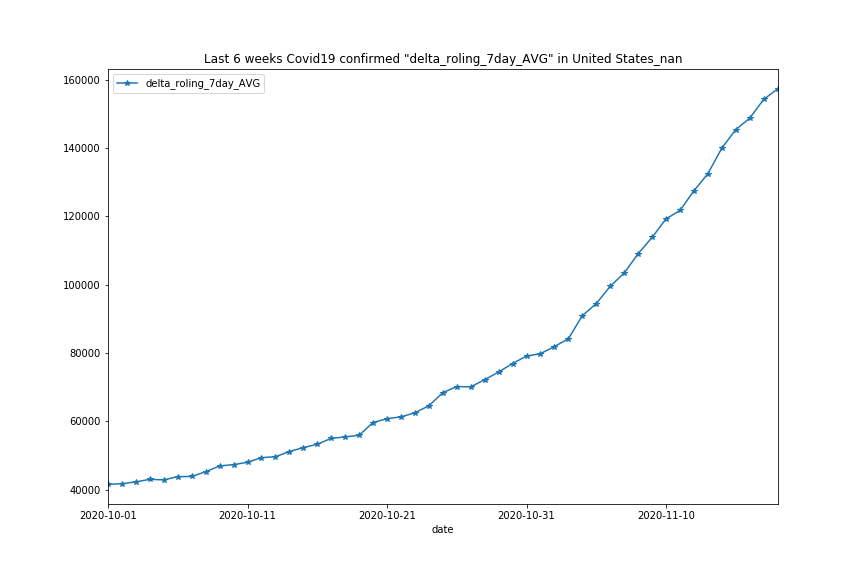 Last 6 weeks Covid19 confirmed "delta_roling_7day_AVG" in United States_nan
delta_roling_7day_AVG
160000
140000
120000
100000
80000
60000
40000
2020-10-01 2020-10-11 2020-10-21 2020-10-31 2020-11-10
date